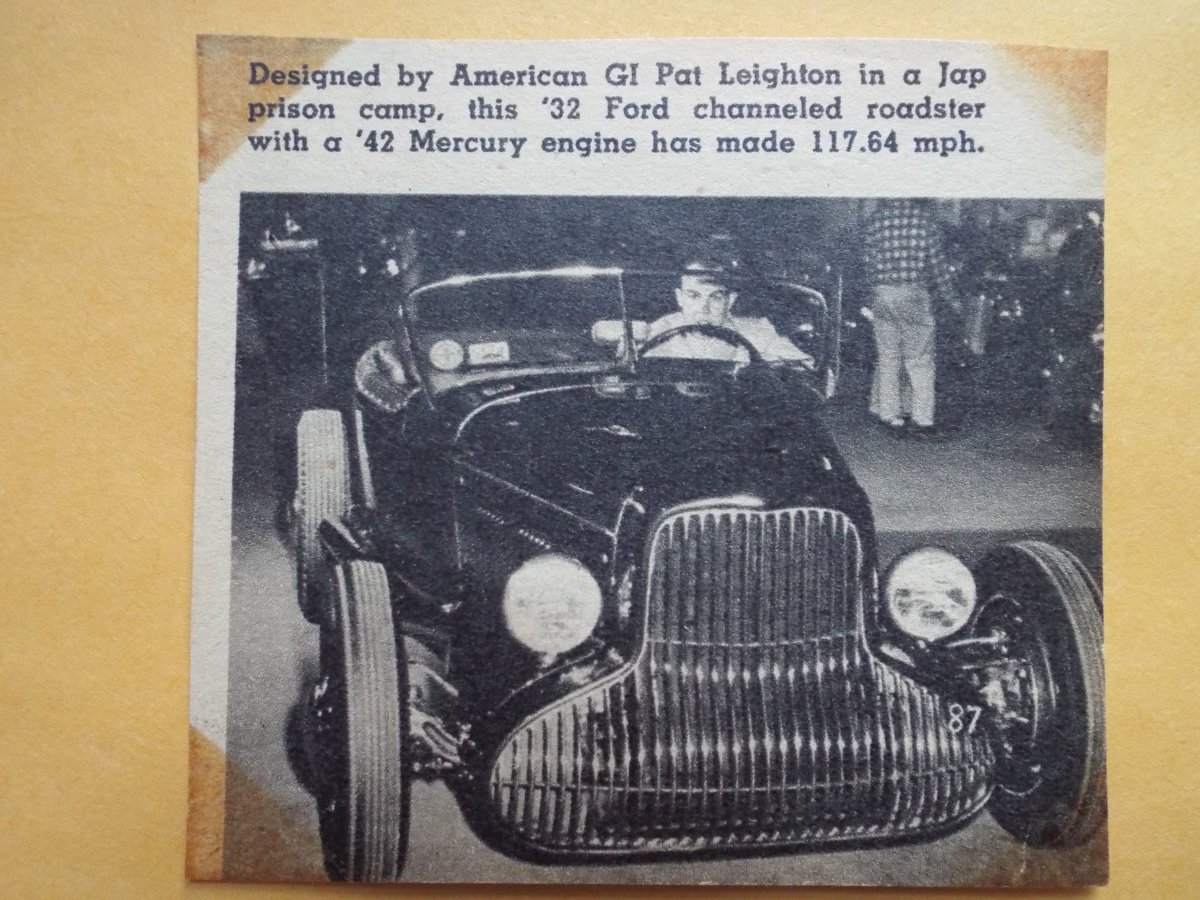 Designed by American GI Pat Leighton in a Jap
prison camp, this '32 Ford channeled roadster
with a '42 Mercury engine has made 117.64 mph.
87